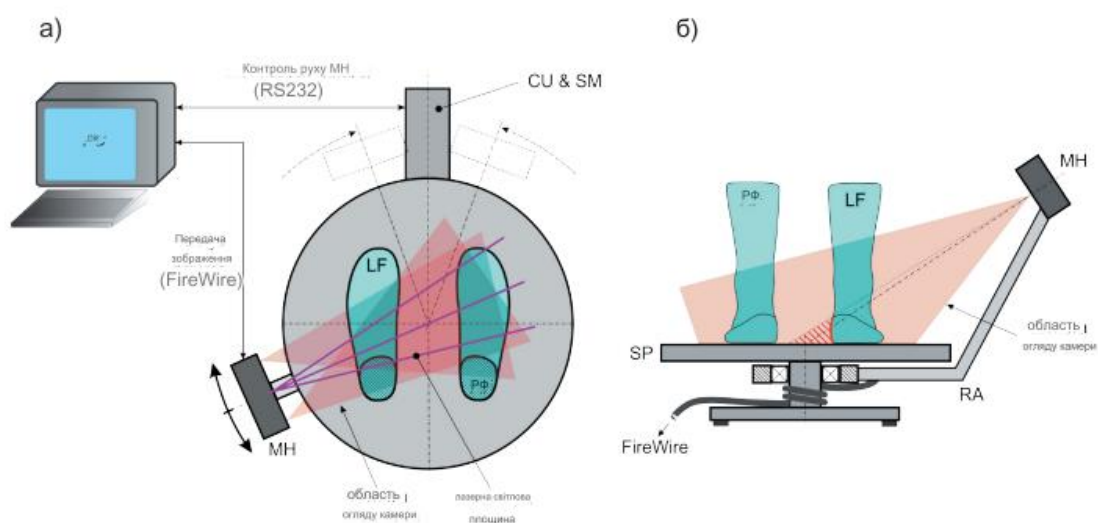 а)
б)
Контроль руху МН
(RS232)
CU & SM
MH
РФ.
LF
Передача
зображення
(FireWire)
LF
область
огляду камери
SP
РФ.
RA
FireWire
MH
область
огляду камери
лазерна світлова
площина